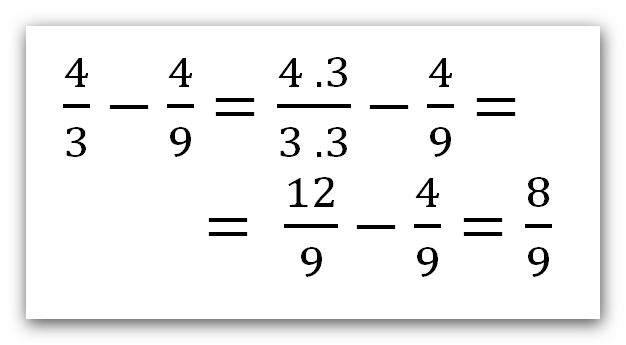 4/3 − 4/9 = 4 .3/3 .3 − 4/9 =
= 12/9 − 4/9 = 8/9